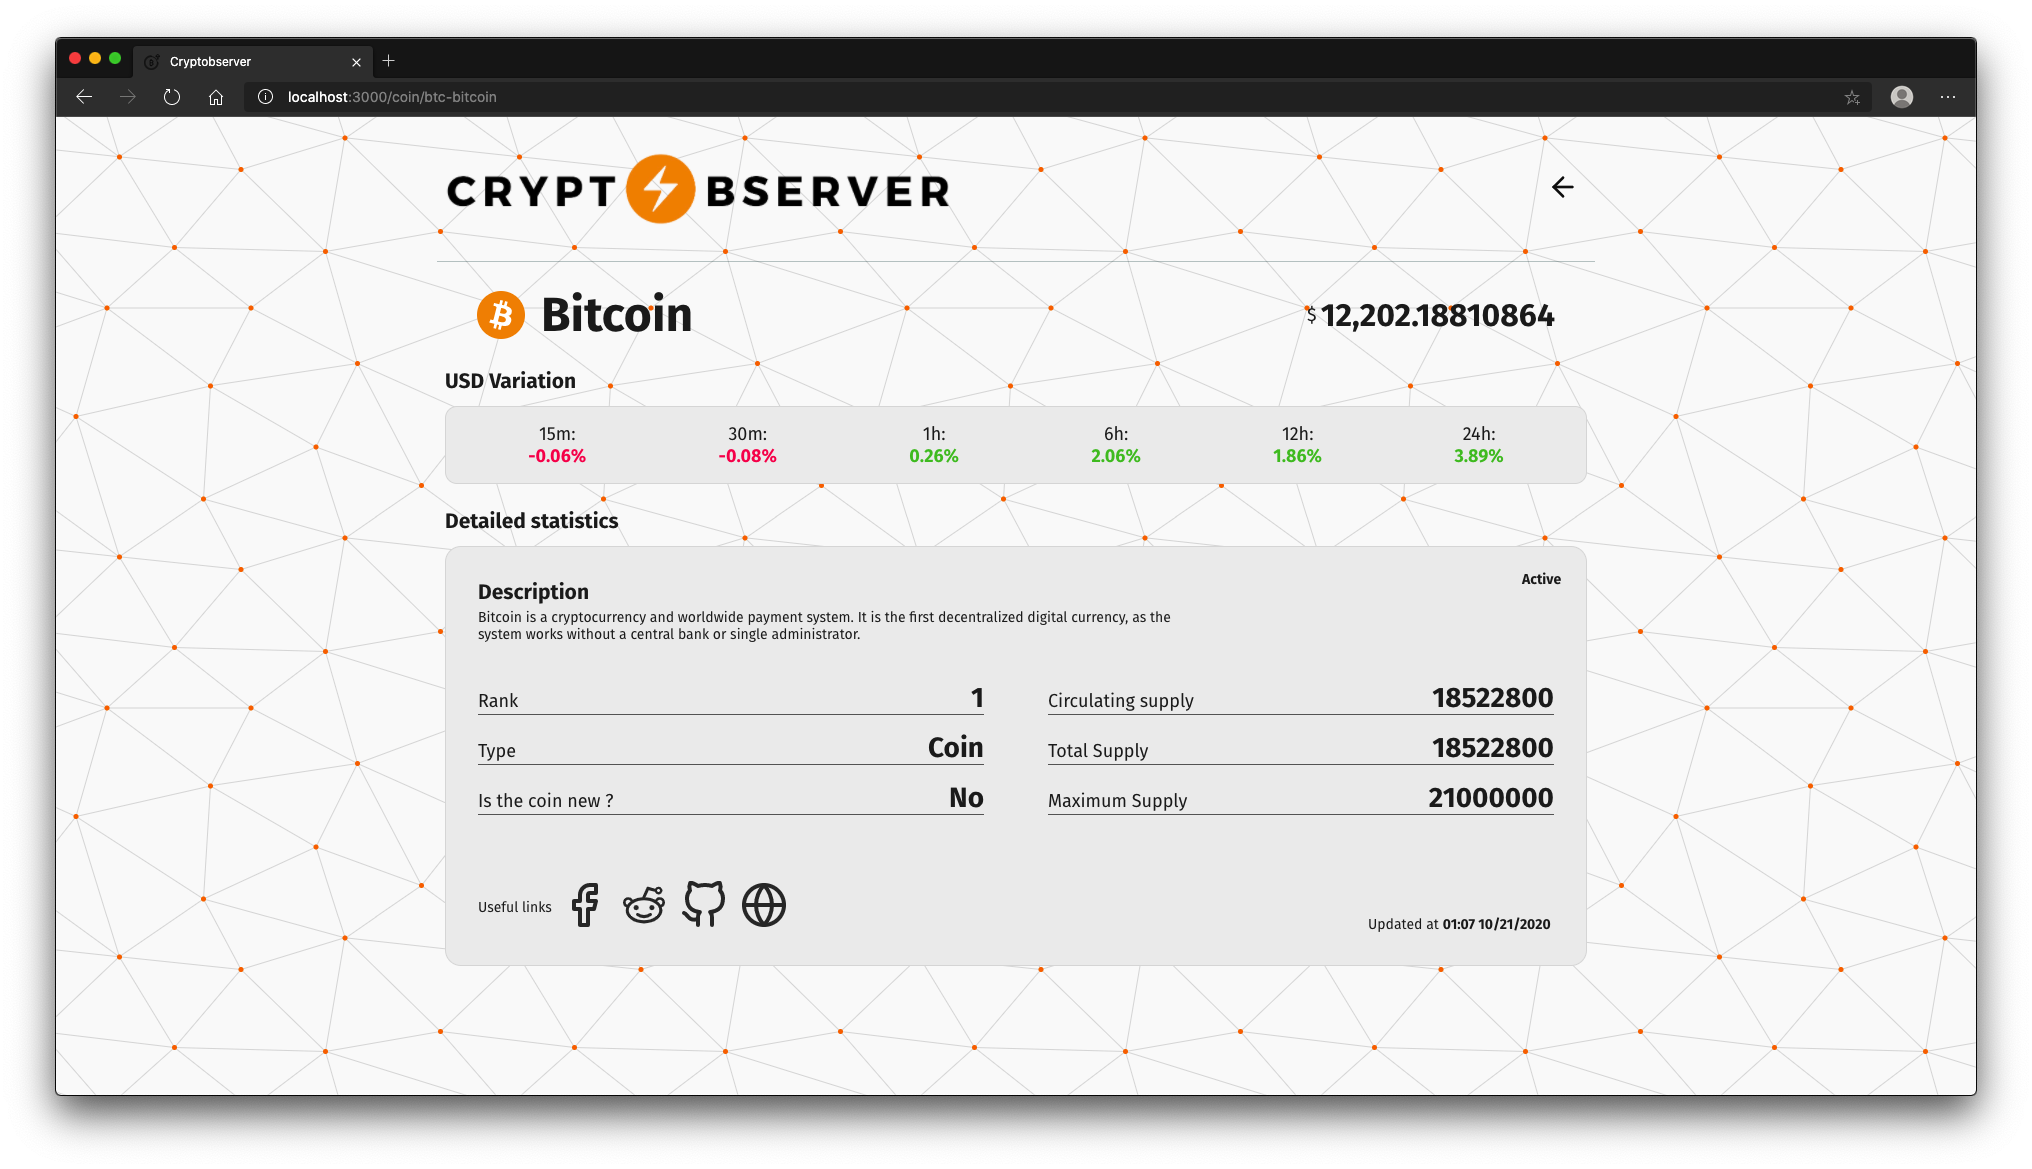 Cryptobserver
localhost:3000/coin/btc-bitcoin
CRYPT BSERVER
Bitcoin
$12,202.18810864
USD Variation
15m: 30m: 1h: 6h: 12h: 24h:
-0.06% -0.08% 0.26% 2.06% 1.86% 3.89%
Detailed statistics
Active
Description
Bitcoin is a cryptocurrency and worldwide payment system. It is the first decentralized digital currency, as the
system works without a central bank or single administrator.
Rank 1
Circulating supply 18522800
Type Coin
Total Supply 18522800
Is the coin new ? No
Maximum Supply 21000000
Useful links
Updated at 01:07 10/21/2020